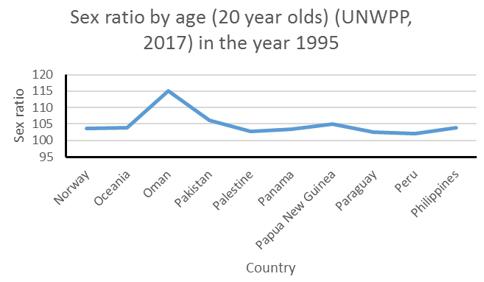 Sex ratio by age (20 year olds) (UNWPP,
2017) in the year 1995
120
115
110
105
100
95
Sex ratio
Norway
Oceania
Oman
Pakistan
Palestine
Panama
Papua New Guinea
Paraguay
Peru
Philippines
Country